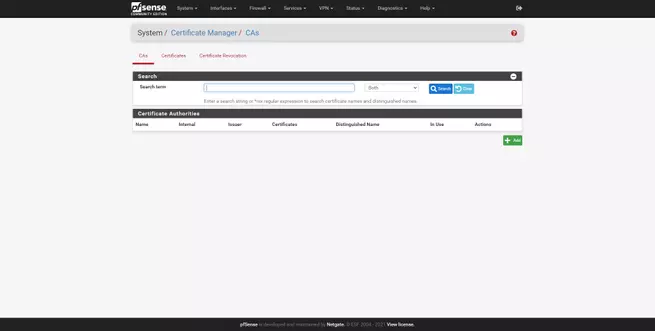 pfsense
COMMUNITY EDITION
System Interfaces Firewall Services VPN Status Diagnostics Help
System / Certificate Manager / CAs
CAs Certificates Certificate Revocation
Search
Search term Both Search Clear
Enter a search string or *nix regular expression to search certificate names and distinguished names.
Certificate Authorities
Name Internal Issuer Certificates Distinguished Name In Use Actions
Add
pfSense is developed and maintained by Netgate. © ESF 2004 - 2021 View license.